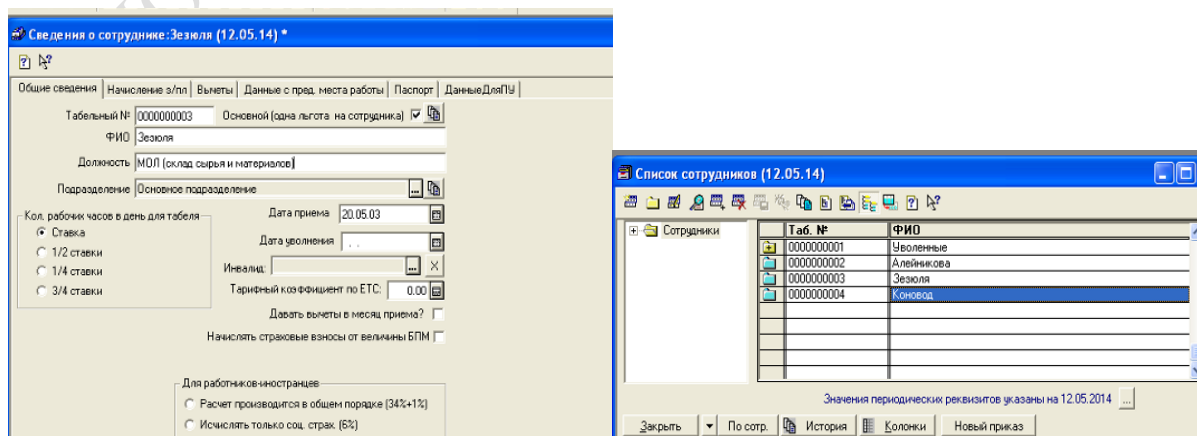 Сведения о сотруднике:Зезюля (12.05.14) *
Общие сведения Начисление з/пл Вычеты Данные с пред. места работы Паспорт ДанныеДляПУ
Табельный № 0000000003 Основной (одна льгота на сотрудника)
ФИО Зезюля
Должность МОЛ (склад сырья и материалов)
Подразделение Основное подразделение ...
Кол. рабочих часов в день для табеля
Ставка
1/2 ставки
1/4 ставки
3/4 ставки
Дата приема 20.05.03
Дата уволнения . .
Инвалид: ... X
Тарифный коэффициент по ЕТС: 0.00
Давать вычеты в месяц приема?
Начислять страховые взносы от величины БПМ
Для работников-иностранцев
Расчет производится в общем порядке (34%+1%)
Исчислять только соц. страх. (6%)
Список сотрудников (12.05.14)
Сотрудники
Таб. № ФИО
0000000001 Уволенные
0000000002 Алейникова
0000000003 Зезюля
0000000004 Коновод
Значения периодических реквизитов указаны на 12.05.2014 ...
Закрыть По сотр. История Колонки Новый приказ